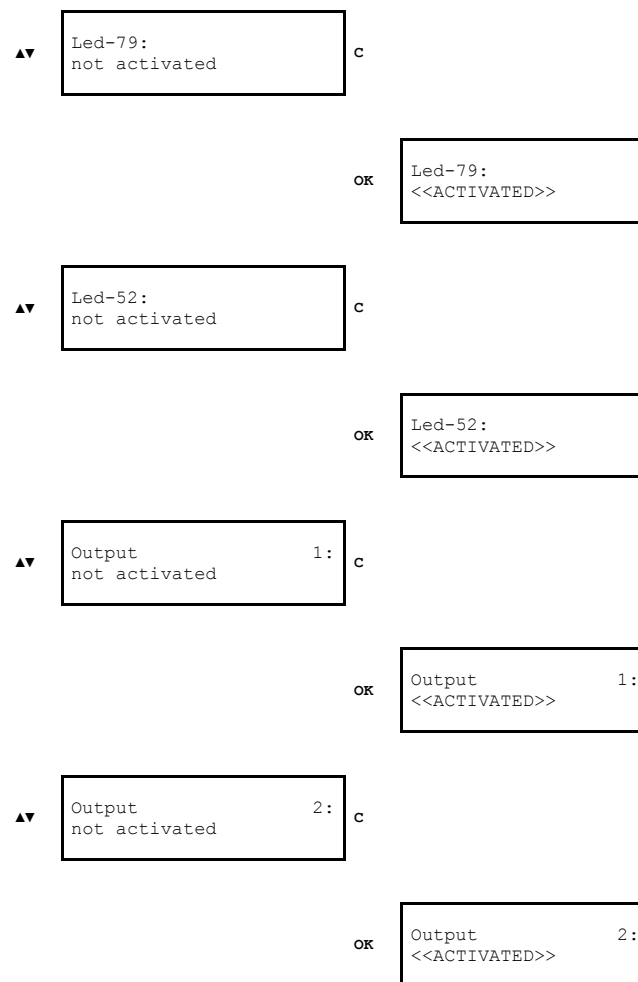 ▲▼
Led-79:
not activated
C
OK
Led-79:
<<ACTIVATED>>
▲▼
Led-52:
not activated
C
OK
Led-52:
<<ACTIVATED>>
▲▼
Output 1:
not activated
C
OK
Output 1:
<<ACTIVATED>>
▲▼
Output 2:
not activated
C
OK
Output 2:
<<ACTIVATED>>